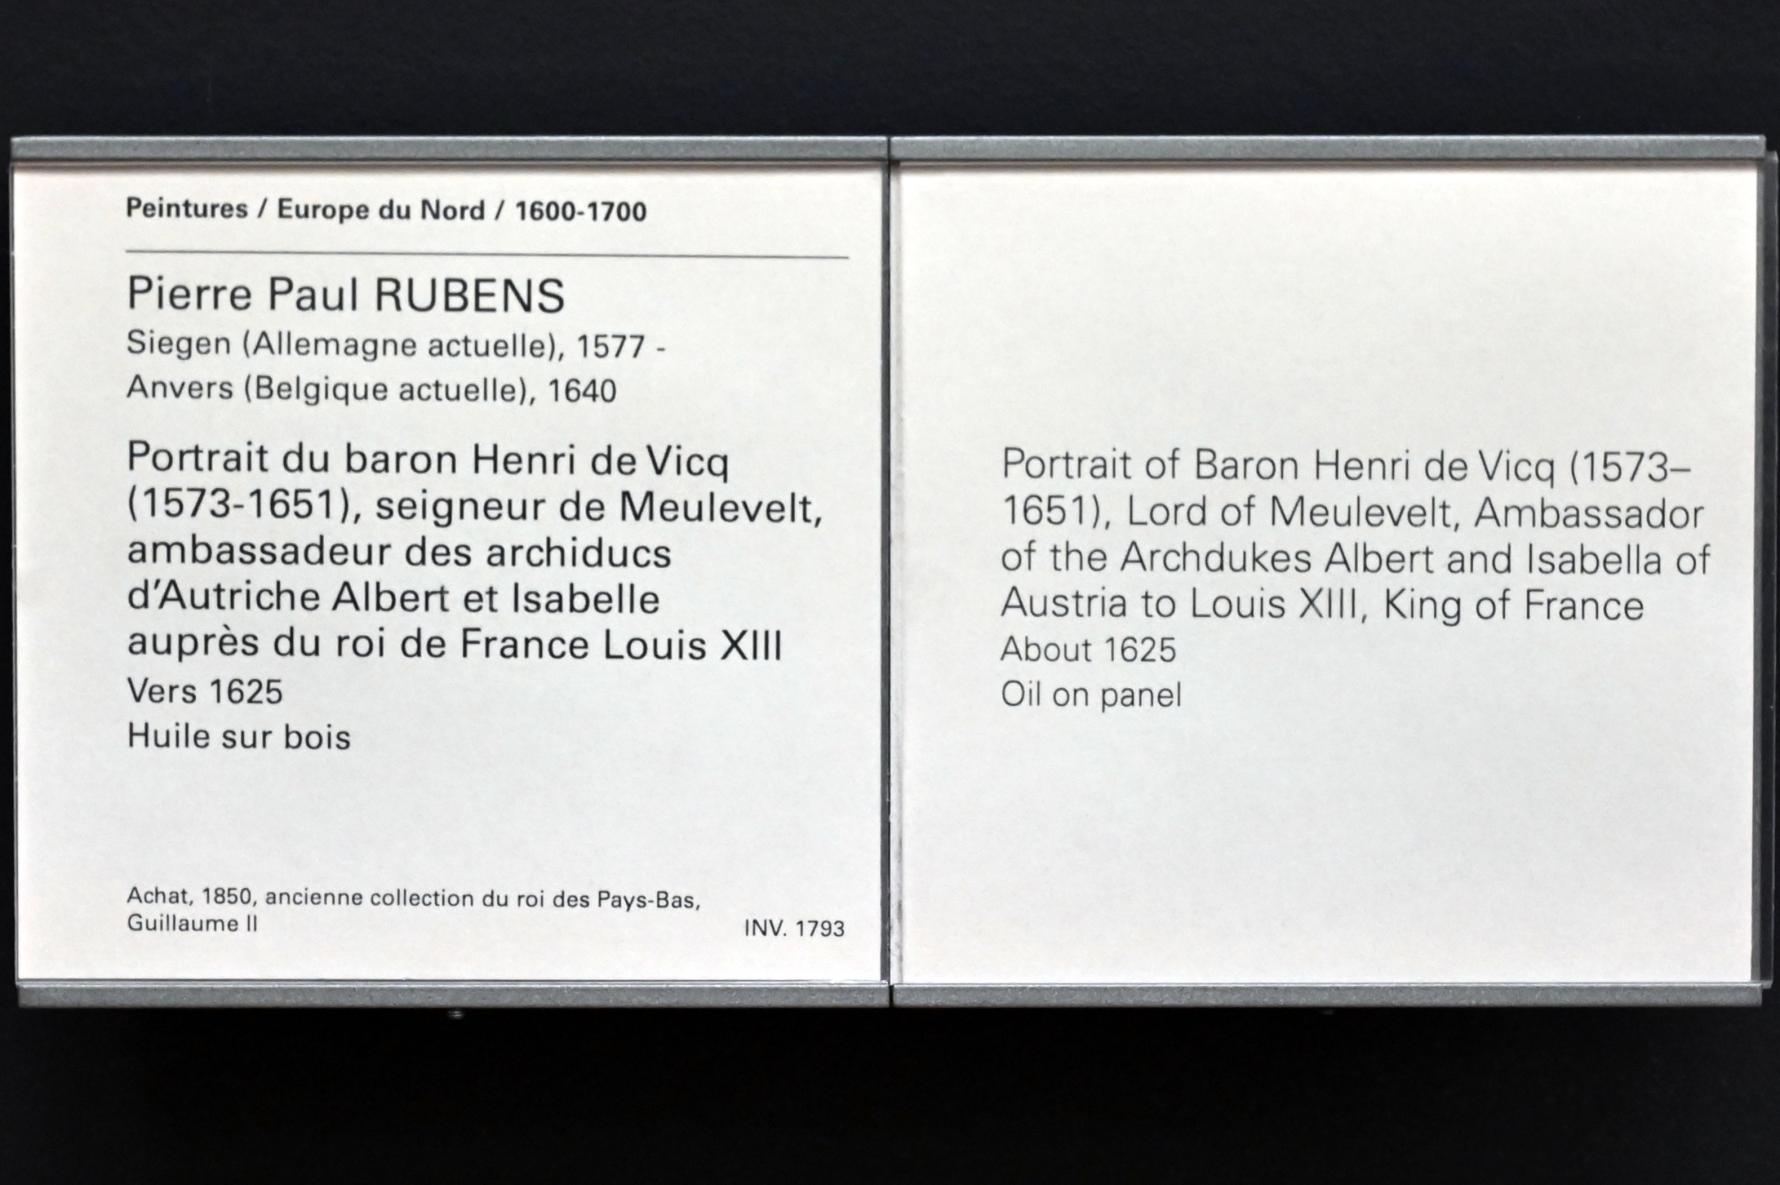 Peintures / Europe du Nord / 1600-1700
Pierre Paul RUBENS
Siegen (Allemagne actuelle), 1577 -
Anvers (Belgique actuelle), 1640
Portrait du baron Henri de Vicq
(1573-1651), seigneur de Meulevelt,
ambassadeur des archiducs
d'Autriche Albert et Isabelle
auprès du roi de France Louis XIII
Vers 1625
Huile sur bois
Achat, 1850, ancienne collection du roi des Pays-Bas,
Guillaume II
INV. 1793
Portrait of Baron Henri de Vicq (1573–
1651), Lord of Meulevelt, Ambassador
of the Archdukes Albert and Isabella of
Austria to Louis XIII, King of France
About 1625
Oil on panel